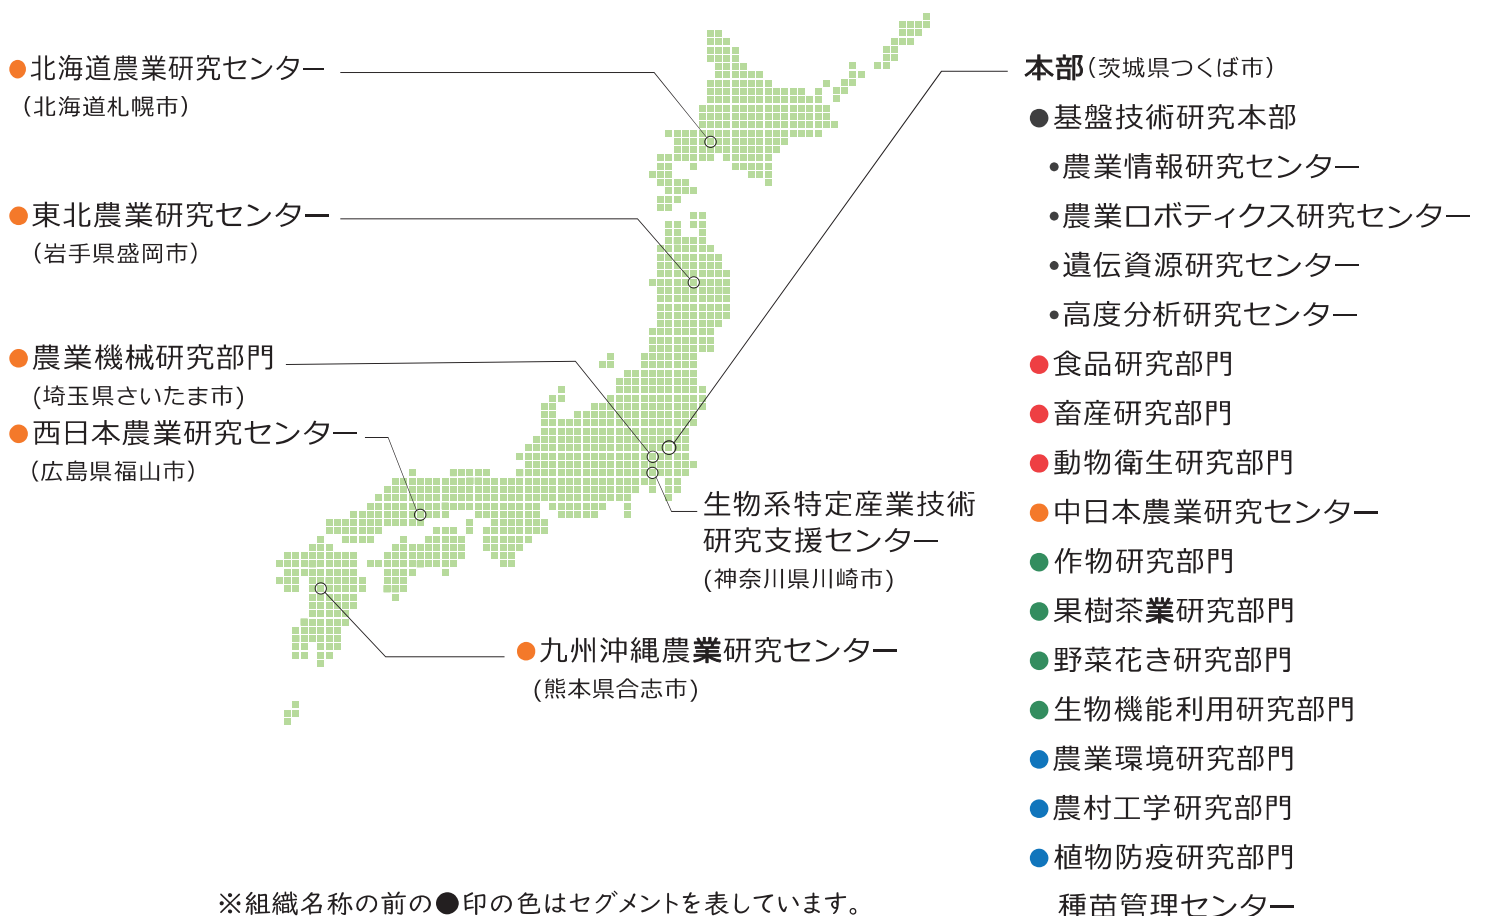 ●北海道農業研究センター
（北海道札幌市）
●東北農業研究センター
（岩手県盛岡市）
●農業機械研究部門
(埼玉県さいたま市)
●西日本農業研究センター
（広島県福山市）
生物系特定産業技術
研究支援センター
(神奈川県川崎市)
●九州沖縄農業研究センター
(熊本県合志市)
本部（茨城県つくば市）
●基盤技術研究本部
•農業情報研究センター
•農業ロボティクス研究センター
•遺伝資源研究センター
•高度分析研究センター
●食品研究部門
●畜産研究部門
●動物衛生研究部門
●中日本農業研究センター
●作物研究部門
●果樹茶業研究部門
●野菜花き研究部門
●生物機能利用研究部門
●農業環境研究部門
●農村工学研究部門
●植物防疫研究部門
種苗管理センター
※組織名称の前の●印の色はセグメントを表しています。